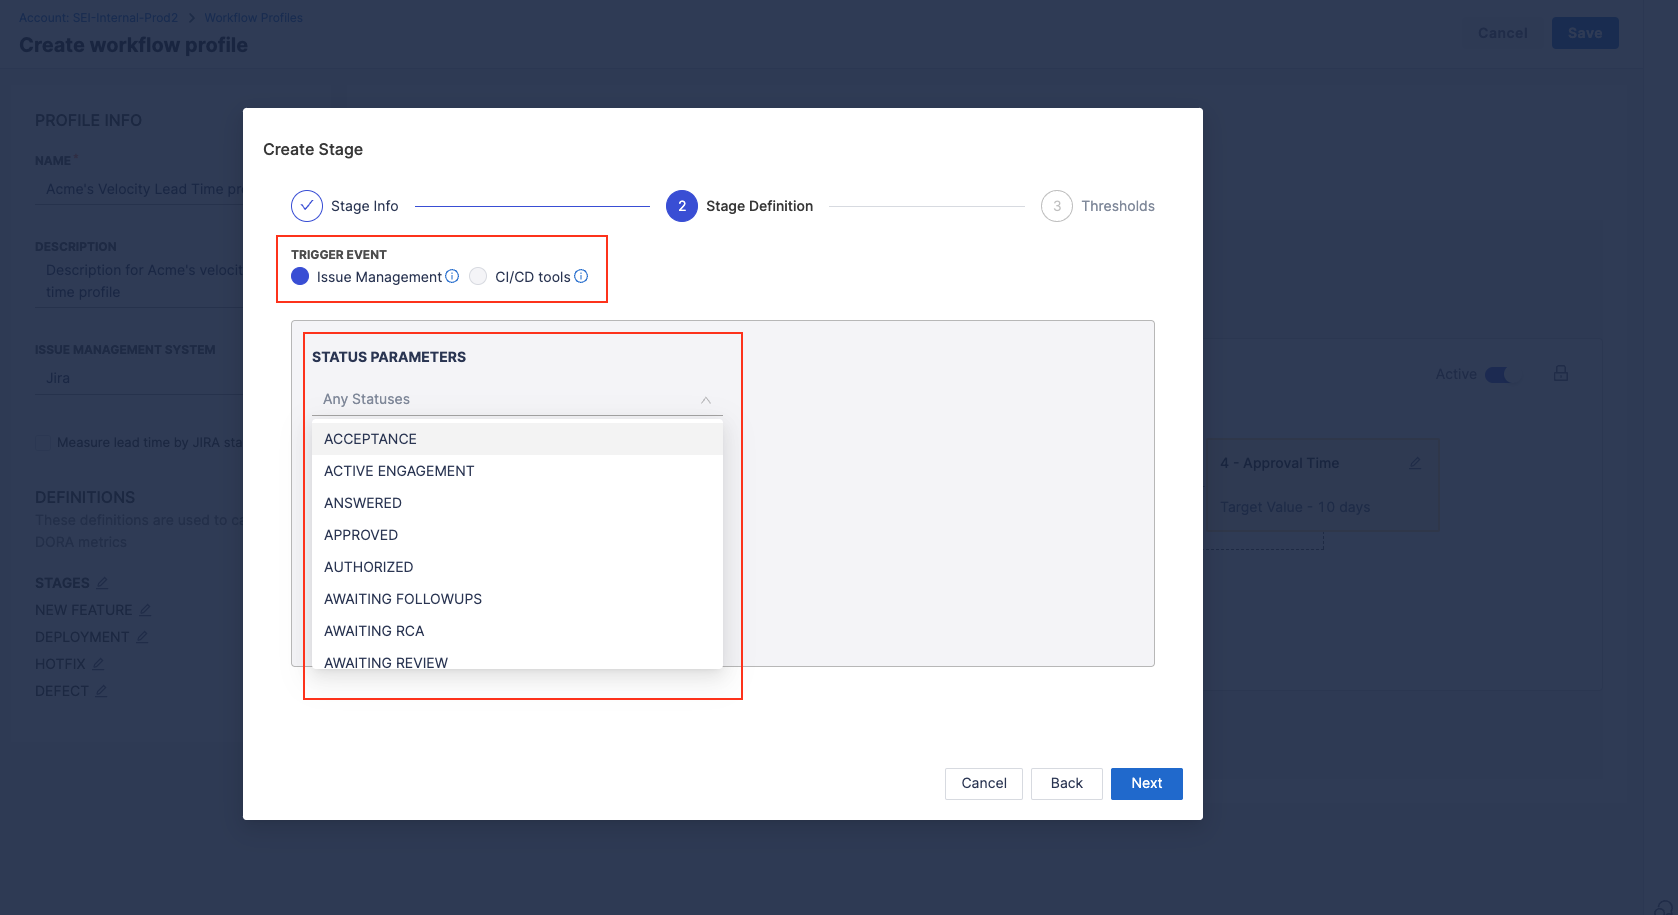 Account: SEI-Internal-Prod2 > Workflow Profiles
Create workflow profile
Cancel
Save
PROFILE INFO
NAME *
Acme's Velocity Lead Time pr
DESCRIPTION
Description for Acme's velocit
time profile
ISSUE MANAGEMENT SYSTEM
Jira
Measure lead time by JIRA sta
DEFINITIONS
These definitions are used to ca
DORA metrics
STAGES
NEW FEATURE
DEPLOYMENT
HOTFIX
DEFECT
Create Stage
Stage Info
2 Stage Definition
3 Thresholds
TRIGGER EVENT
Issue Management CI/CD tools
STATUS PARAMETERS
Any Statuses
ACCEPTANCE
ACTIVE ENGAGEMENT
ANSWERED
APPROVED
AUTHORIZED
AWAITING FOLLOWUPS
AWAITING RCA
AWAITING REVIEW
Cancel
Back
Next
Active
4 - Approval Time
Target Value - 10 days